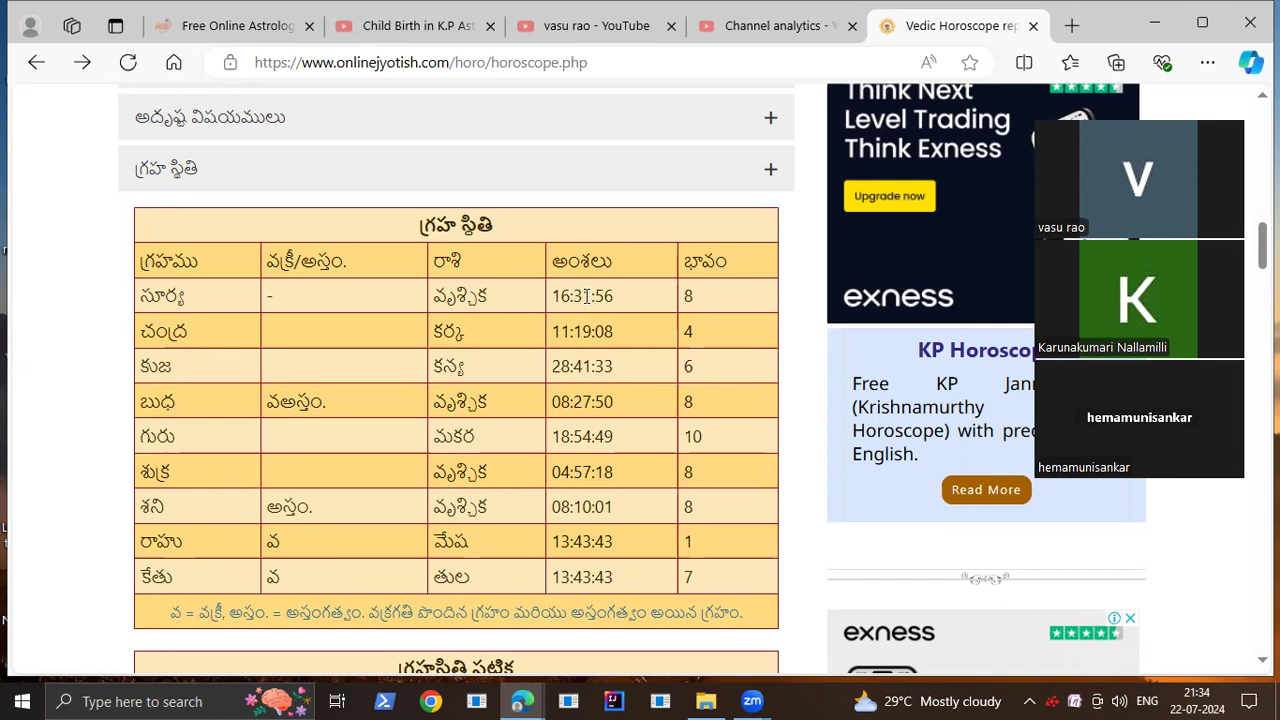 Free Online Astrolog
Child Birth in K.P Ast
vasu rao - YouTube
Channel analytics - Y
Vedic Horoscope rep
https://www.onlinejyotish.com/horo/horoscope.php
అదృష్ట విషయములు
గ్రహ స్థితి
గ్రహ స్థితి
గ్రహము వక్రీ/అస్తం. రాశి అంశలు భావం
సూర్య - వృశ్చిక :56 8
చంద్ర కర్క 11:19:08 4
కుజ కన్య 28:41:33 6
బుధ వఅస్తం. వృశ్చిక 08:27:50 8
గురు మకర 18:54:49 10
శుక్ర వృశ్చిక 04:57:18 8
శని అస్తం. వృశ్చిక 08:10:01 8
రాహు వ మేష 13:43:43 1
కేతు వ తుల 13:43:43 7
వ = వక్రీ, అస్తం. = అస్తంగత్వం. వక్రగతి పొందిన గ్రహం మరియు అస్తంగత్వం అయిన గ్రహం.
గ్రహస్థితి పట్టిక
Think Next
Level Trading
Think Exness
Upgrade now
exness
KP Horosco
Free KP Jann
(Krishnamurthy
Horoscope) with pred
English.
Read More
exness
V
vasu rao
K
Karunakumari Nallamilli
hemamunisankar
hemamunisankar
Type here to search
29°C Mostly cloudy
ENG
21:34
22-07-2024